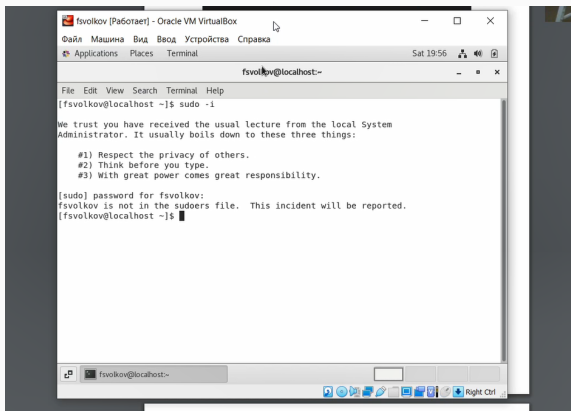 fsvolkov [Работает] - Oracle VM VirtualBox
Файл Машина Вид Ввод Устройства Справка
Applications Places Terminal Sat 19:56
fsvolkov@localhost:~
File Edit View Search Terminal Help
[fsvolkov@localhost ~]$ sudo -i
We trust you have received the usual lecture from the local System
Administrator. It usually boils down to these three things:
#1) Respect the privacy of others.
#2) Think before you type.
#3) With great power comes great responsibility.
[sudo] password for fsvolkov:
fsvolkov is not in the sudoers file.  This incident will be reported.
[fsvolkov@localhost ~]$
fsvolkov@localhost:~
Right Ctrl